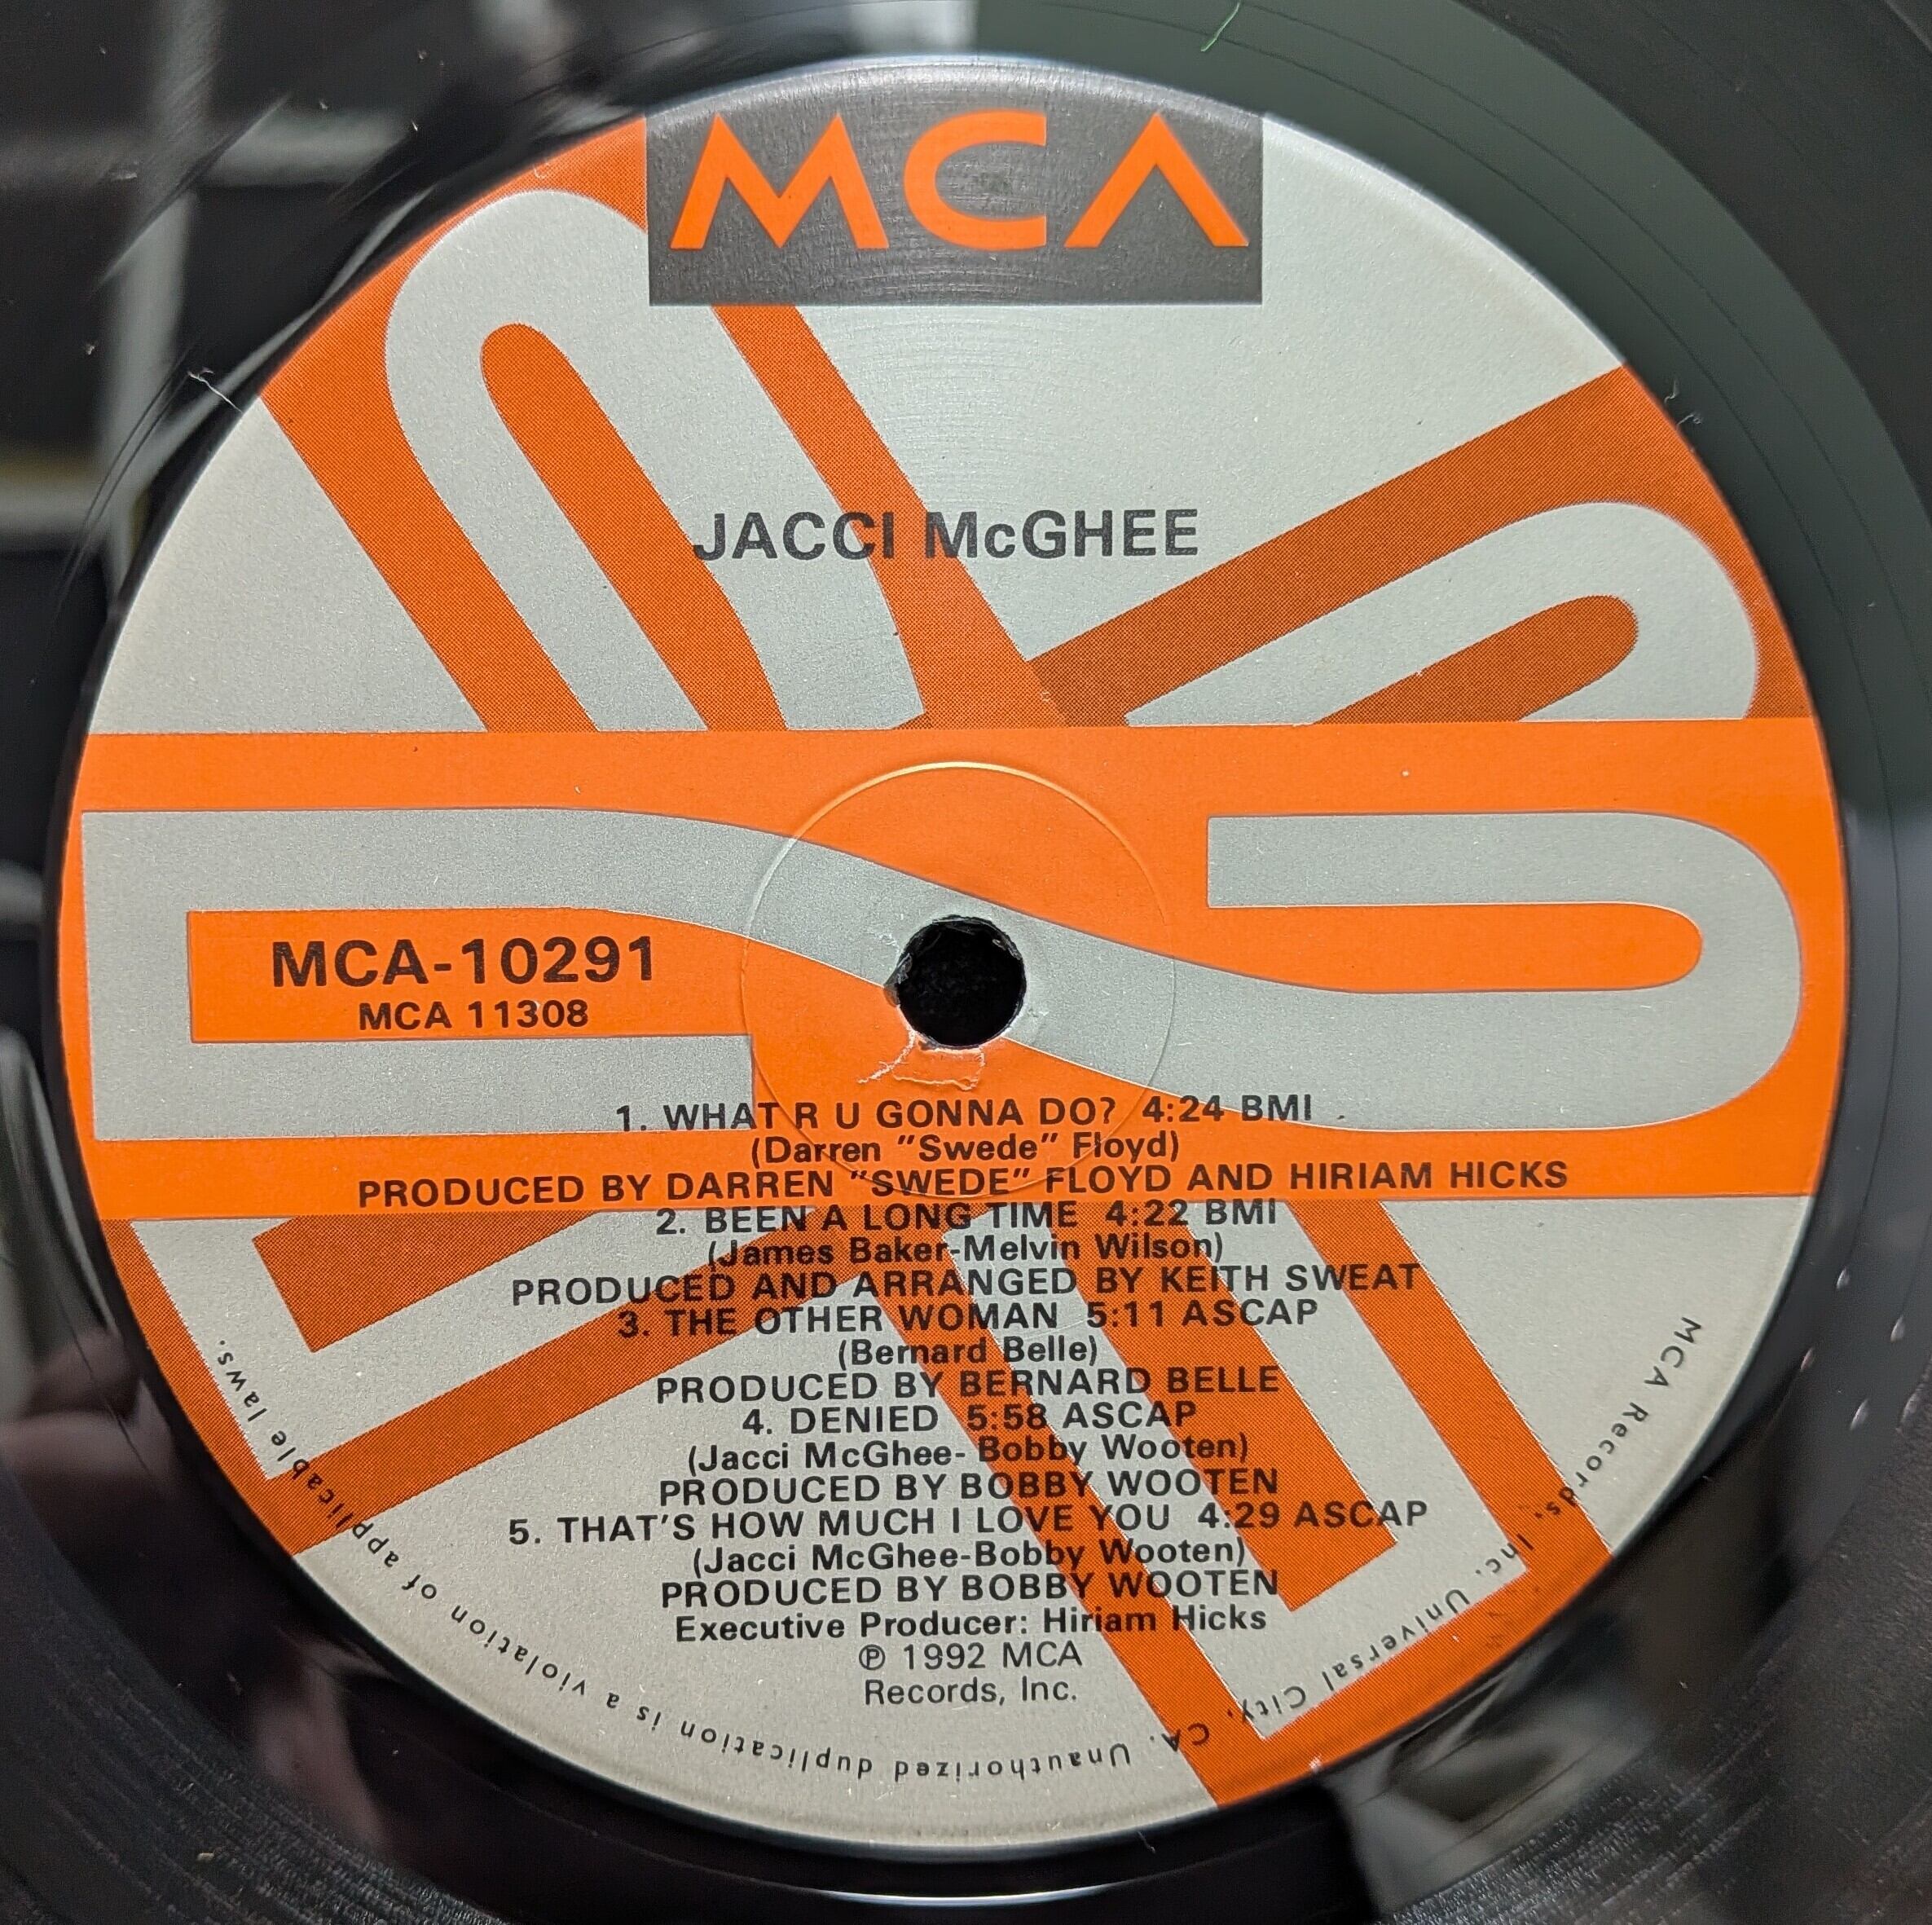 MCA
JACCI McGHEE
MCA-10291
MCA 11308
1. WHAT R U GONNA DO? 4:24 BMI
(Darren "Swede" Floyd)
PRODUCED BY DARREN "SWEDE" FLOYD AND HIRIAM HICKS
2. BEEN A LONG TIME 4:22 BMI
(James Baker-Melvin Wilson)
PRODUCED AND ARRANGED BY KEITH SWEAT
3. THE OTHER WOMAN 5:11 ASCAP
(Bernard Belle)
PRODUCED BY BERNARD BELLE
4. DENIED 5:58 ASCAP
(Jacci McGhee- Bobby Wooten)
PRODUCED BY BOBBY WOOTEN
5. THAT'S HOW MUCH I LOVE YOU 4:29 ASCAP
(Jacci McGhee-Bobby Wooten)
PRODUCED BY BOBBY WOOTEN
Executive Producer: Hiriam Hicks
℗ 1992 MCA
Records, Inc.
MCA Records, Inc. Universal City, CA. Unauthorized duplication is a violation of applicable laws.